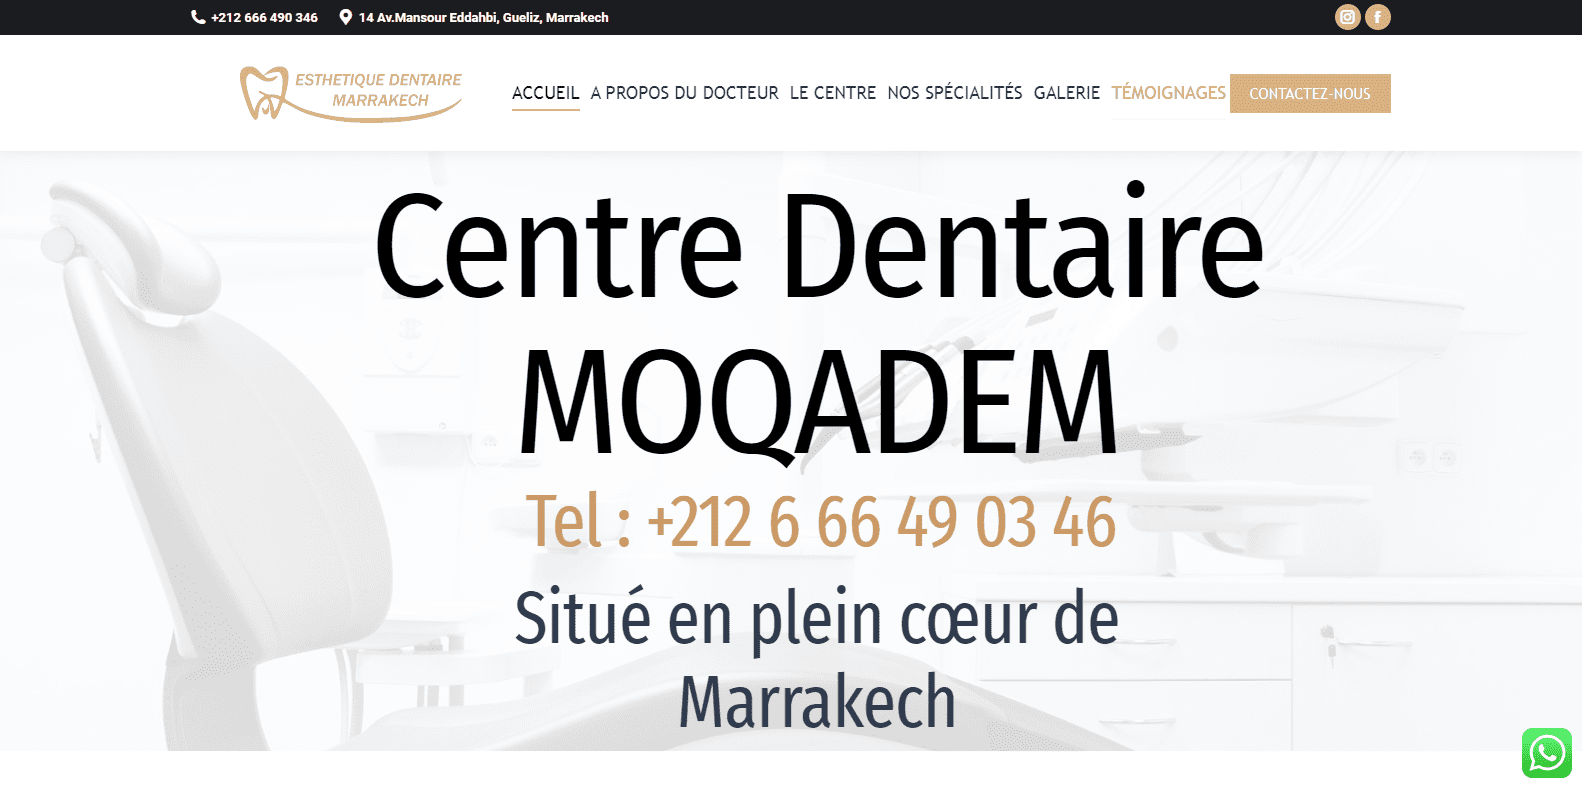 +212 666 490 346
14 Av.Mansour Eddahbi, Gueliz, Marrakech
ESTHETIQUE DENTAIRE
MARRAKECH
ACCUEIL A PROPOS DU DOCTEUR LE CENTRE NOS SPÉCIALITÉS GALERIE TÉMOIGNAGES CONTACTEZ-NOUS
Centre Dentaire
MOQADEM
Tel : +212 6 66 49 03 46
Situé en plein cœur de
Marrakech